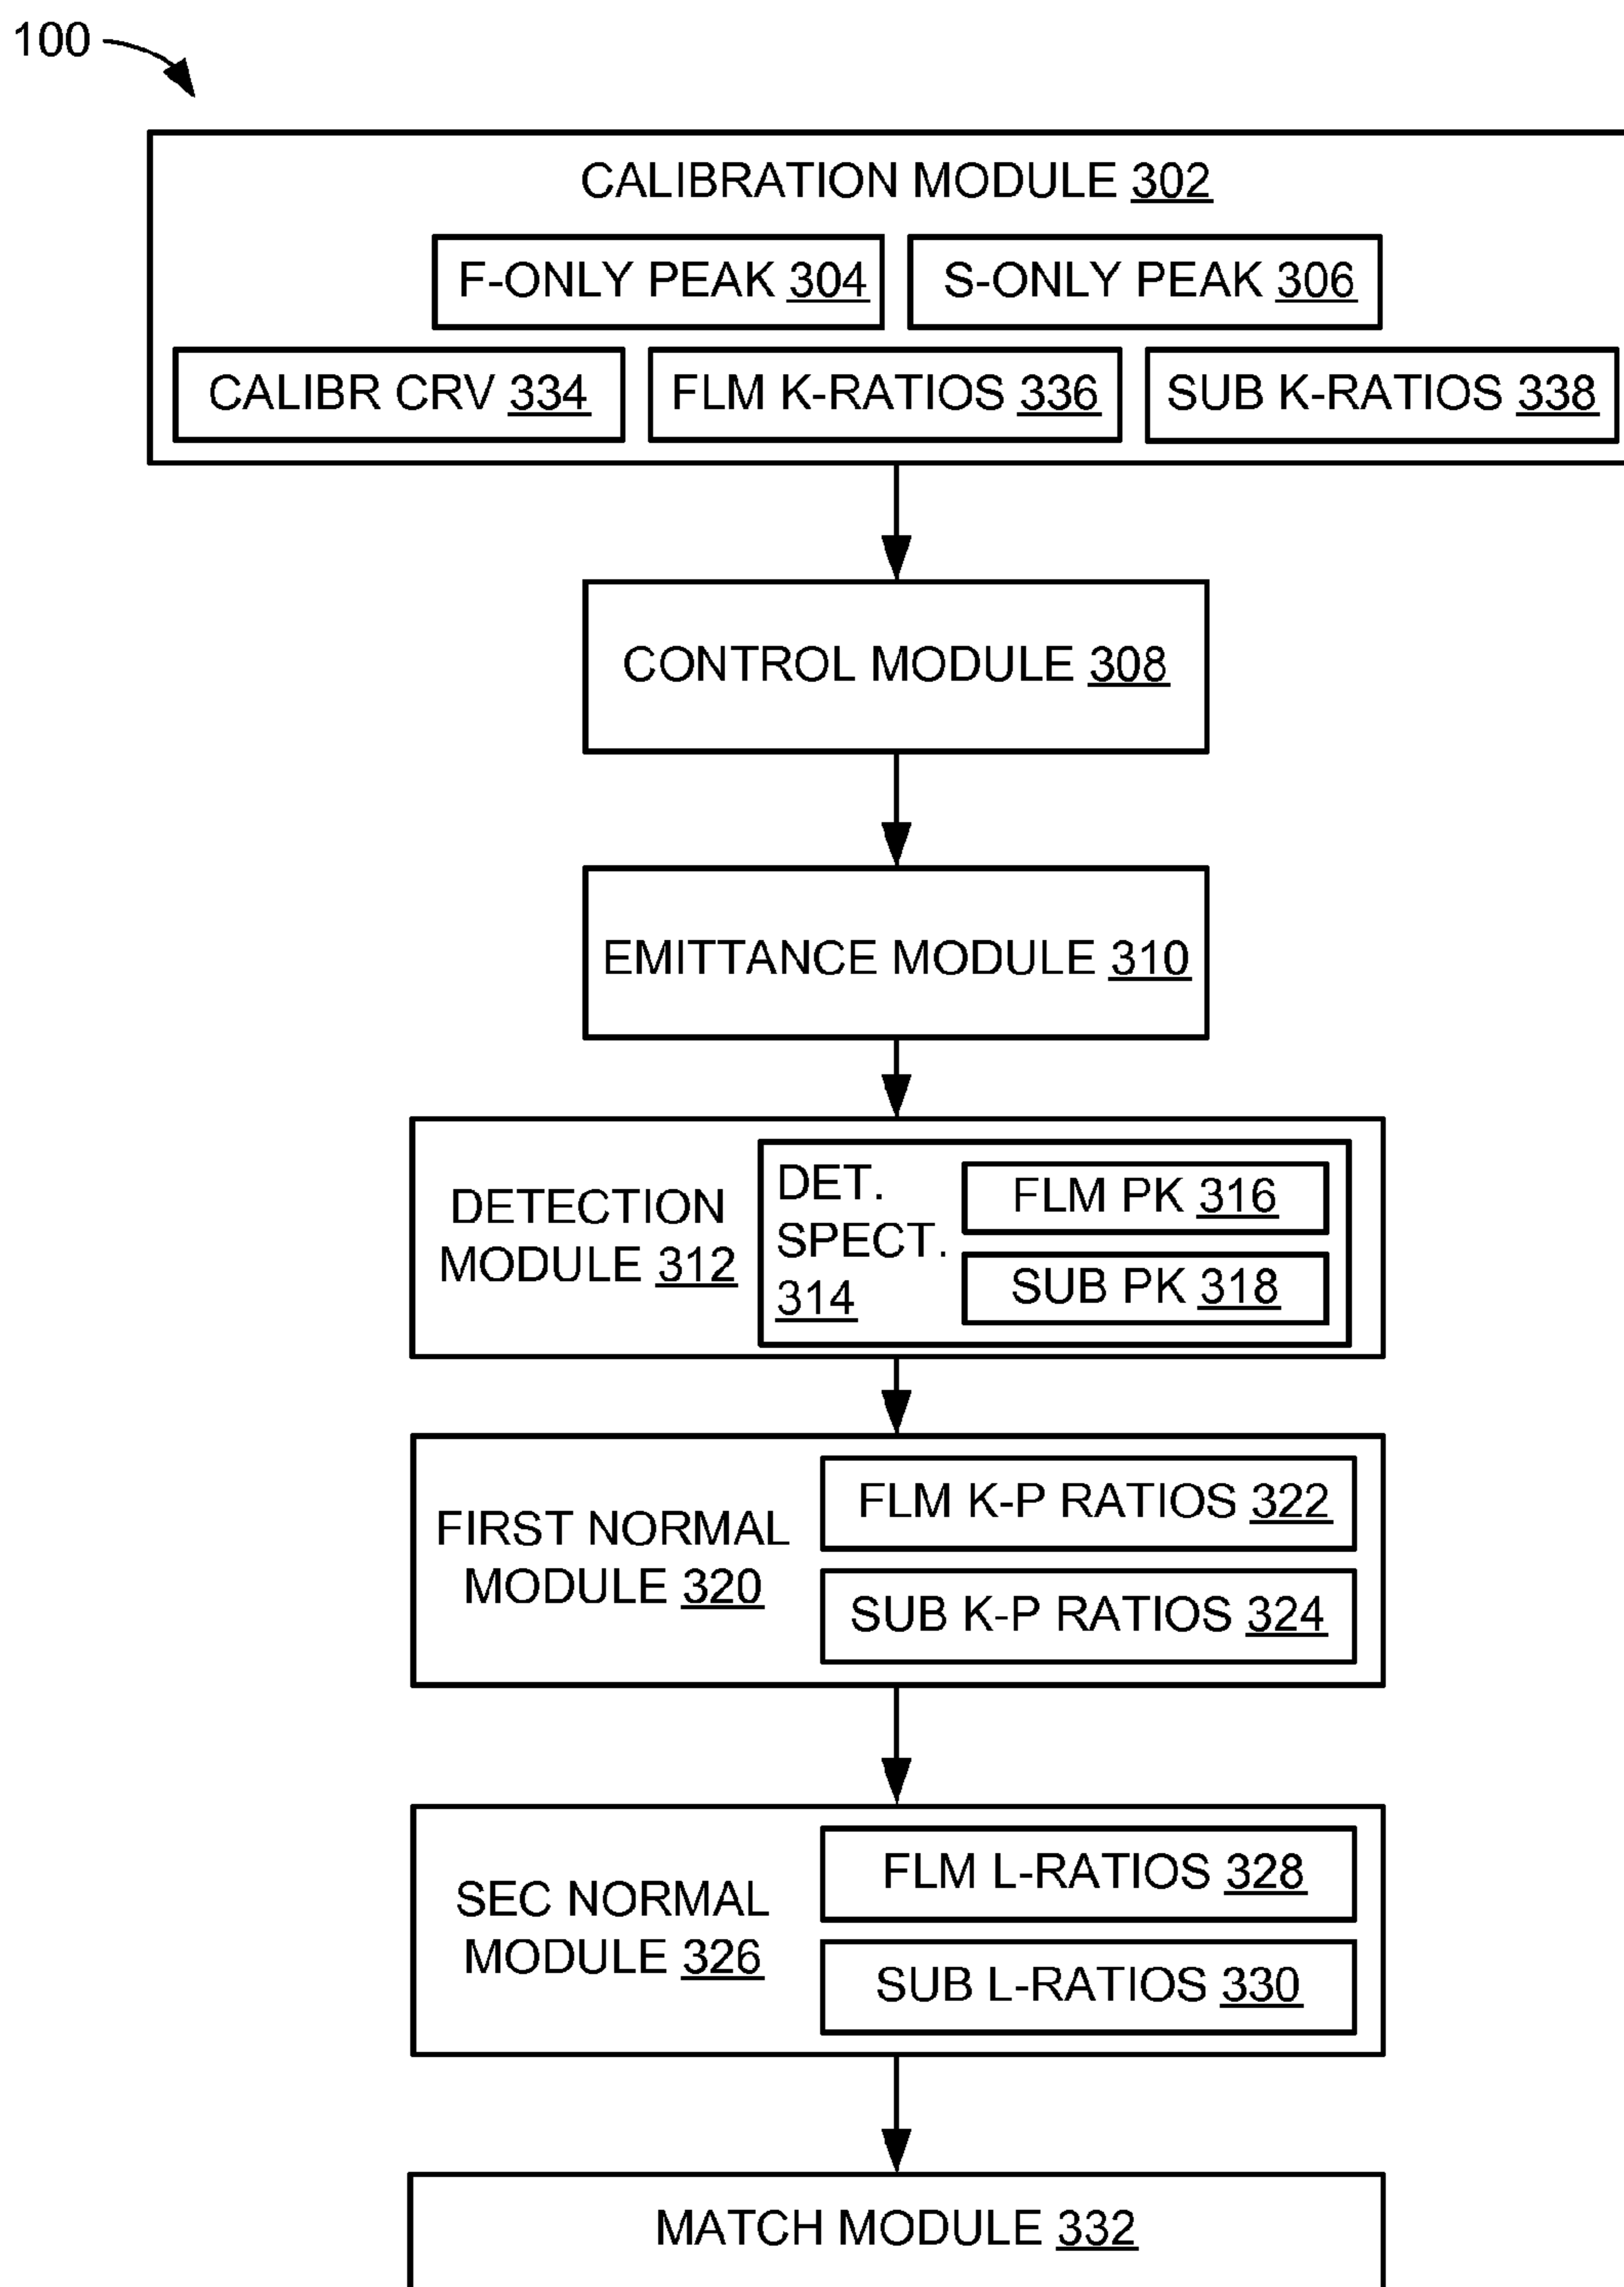 100
CALIBRATION MODULE 302
F-ONLY PEAK 304
S-ONLY PEAK 306
CALIBR CRV 334
FLM K-RATIOS 336
SUB K-RATIOS 338
CONTROL MODULE 308
EMITTANCE MODULE 310
DETECTION
MODULE 312
DET.
SPECT.
314
FLM PK 316
SUB PK 318
FIRST NORMAL
MODULE 320
FLM K-P RATIOS 322
SUB K-P RATIOS 324
SEC NORMAL
MODULE 326
FLM L-RATIOS 328
SUB L-RATIOS 330
MATCH MODULE 332